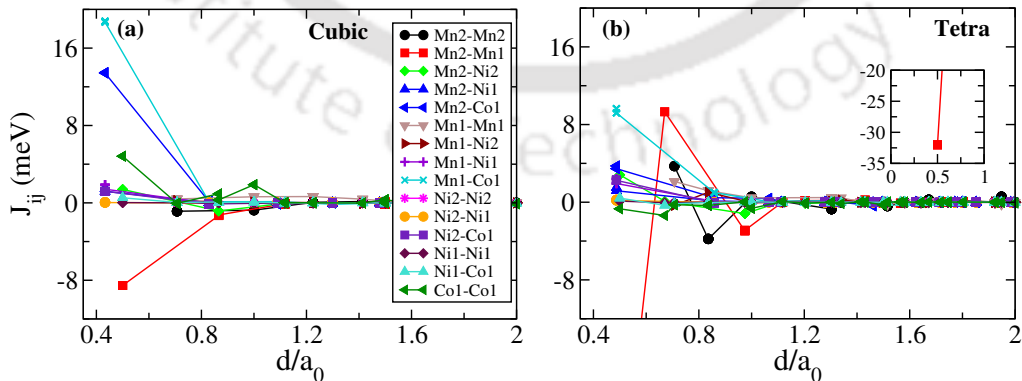 (a) Cubic
J_ij (meV)
16
8
0
-8
0.4 0.8 1.2 1.6 2
d/a_0
Mn2-Mn2
Mn2-Mn1
Mn2-Ni2
Mn2-Ni1
Mn2-Co1
Mn1-Mn1
Mn1-Ni2
Mn1-Ni1
Mn1-Co1
Ni2-Ni2
Ni2-Ni1
Ni2-Co1
Ni1-Ni1
Ni1-Co1
Co1-Co1
(b) Tetra
16
8
0
-8
0.4 0.8 1.2 1.6 2
d/a_0
-20
-25
-30
-35
0 0.5 1
titute of Technology